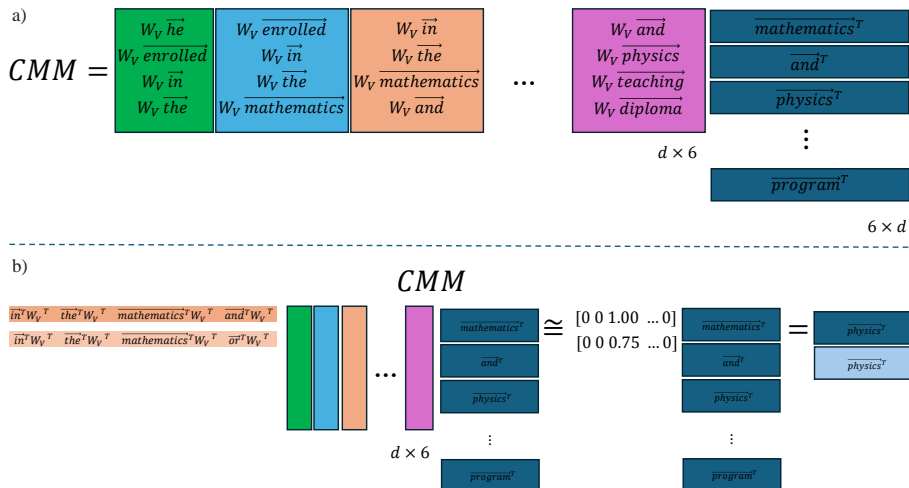 a)
CMM =
W_V he
W_V enrolled
W_V in
W_V the
W_V enrolled
W_V in
W_V the
W_V mathematics
W_V in
W_V the
W_V mathematics
W_V and
...
W_V and
W_V physics
W_V teaching
W_V diploma
d × 6
mathematics^T
and^T
physics^T
⋮
program^T
6 × d
b)
CMM
in^T W_V^T the^T W_V^T mathematics^T W_V^T and^T W_V^T
in^T W_V^T the^T W_V^T mathematics^T W_V^T or^T W_V^T
...
d × 6
mathematics^T
and^T
physics^T
⋮
program^T
≅
[0 0 1.00 ... 0]
[0 0 0.75 ... 0]
mathematics^T
and^T
physics^T
⋮
program^T
=
physics^T
physics^T